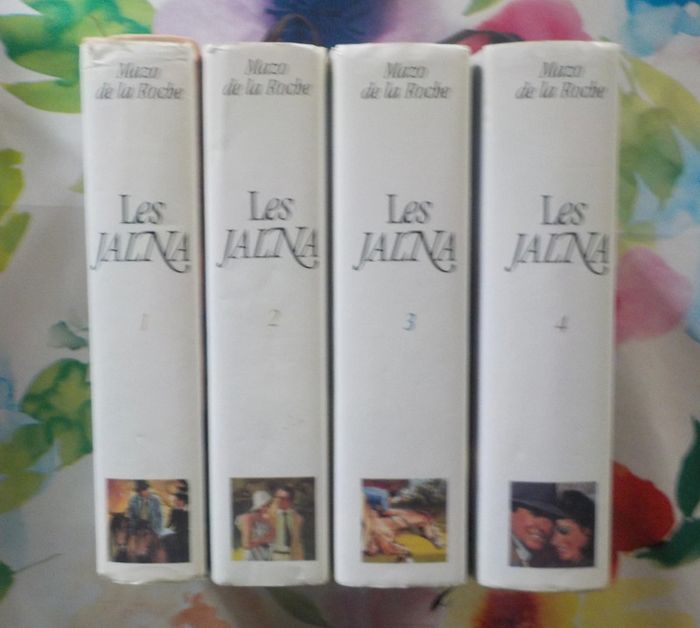 Mazo
de la Roche
Les
JALNA
1
Mazo
de la Roche
Les
JALNA
2
Mazo
de la Roche
Les
JALNA
3
Mazo
de la Roche
Les
JALNA
4